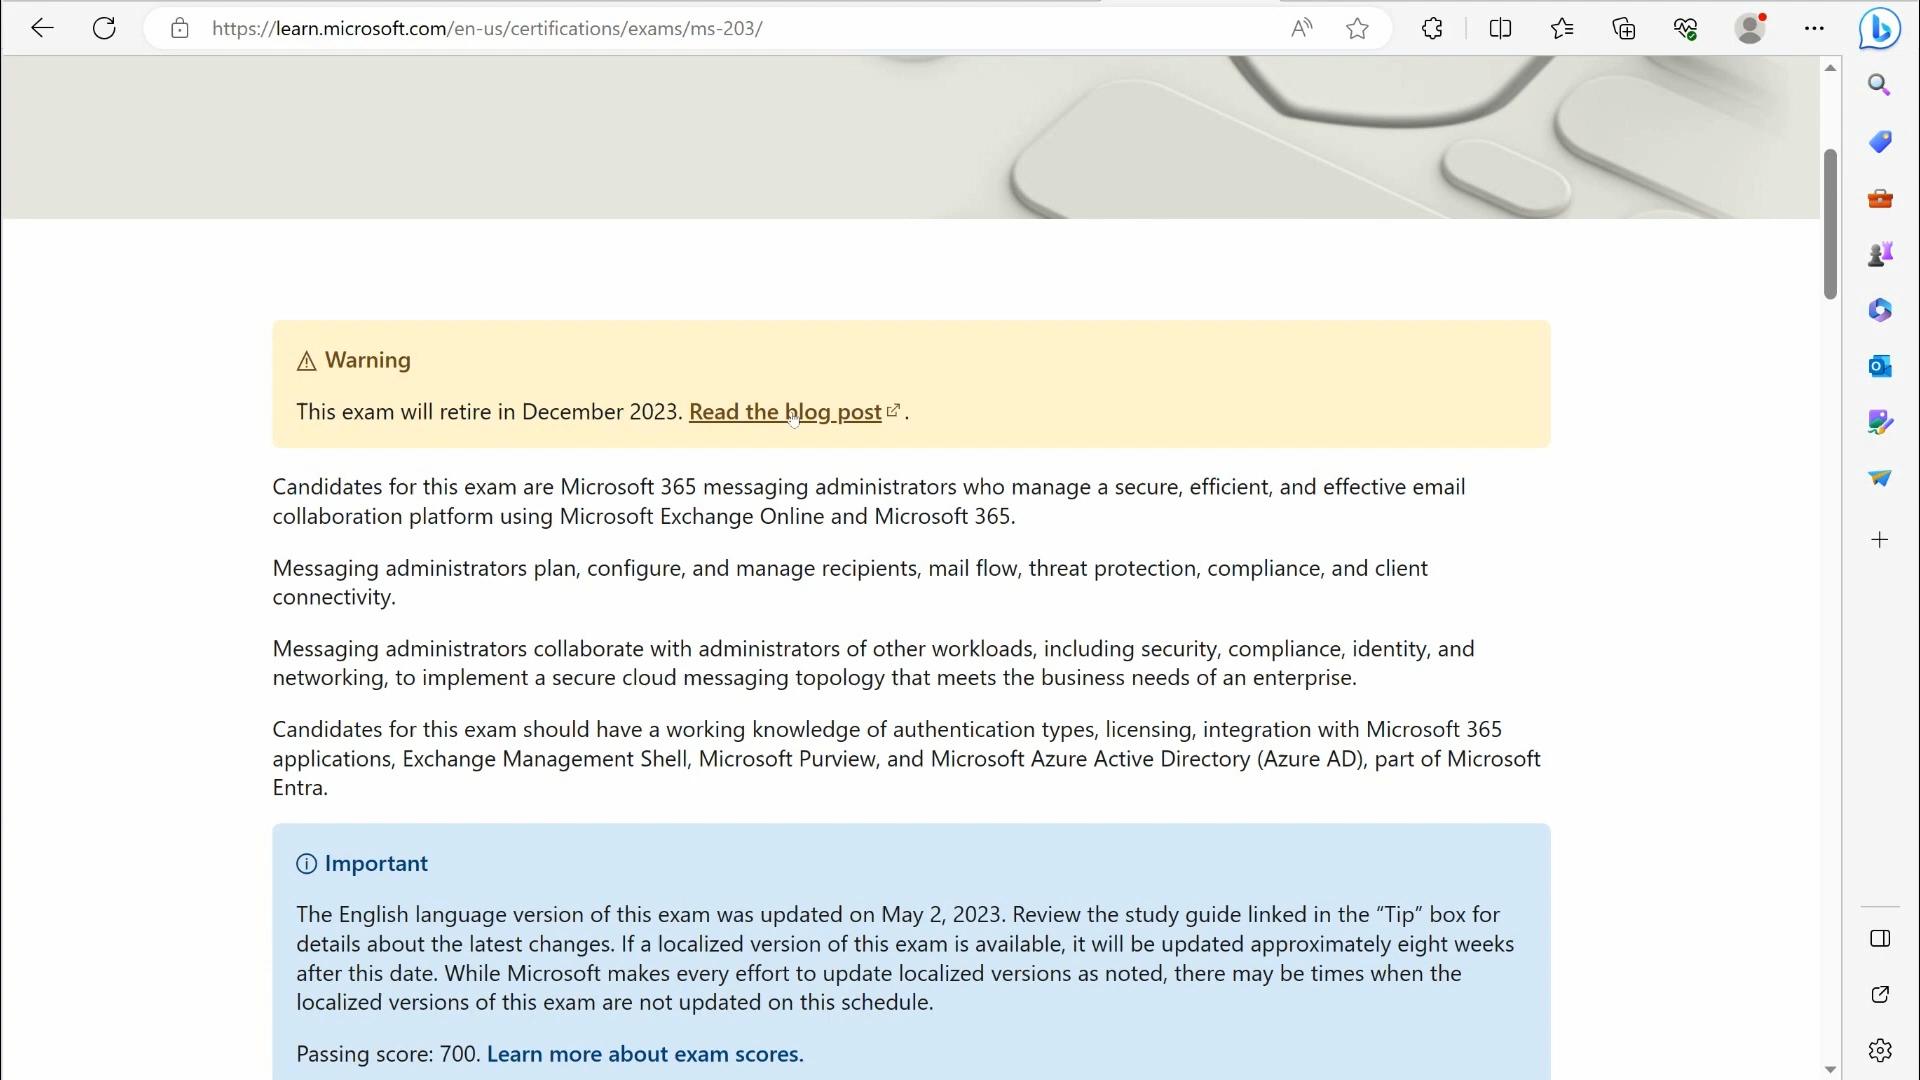 https://learn.microsoft.com/en-us/certifications/exams/ms-203/
Warning
This exam will retire in December 2023. Read the blog post .
Candidates for this exam are Microsoft 365 messaging administrators who manage a secure, efficient, and effective email
collaboration platform using Microsoft Exchange Online and Microsoft 365.
Messaging administrators plan, configure, and manage recipients, mail flow, threat protection, compliance, and client
connectivity.
Messaging administrators collaborate with administrators of other workloads, including security, compliance, identity, and
networking, to implement a secure cloud messaging topology that meets the business needs of an enterprise.
Candidates for this exam should have a working knowledge of authentication types, licensing, integration with Microsoft 365
applications, Exchange Management Shell, Microsoft Purview, and Microsoft Azure Active Directory (Azure AD), part of Microsoft
Entra.
Important
The English language version of this exam was updated on May 2, 2023. Review the study guide linked in the “Tip” box for
details about the latest changes. If a localized version of this exam is available, it will be updated approximately eight weeks
after this date. While Microsoft makes every effort to update localized versions as noted, there may be times when the
localized versions of this exam are not updated on this schedule.
Passing score: 700. Learn more about exam scores.